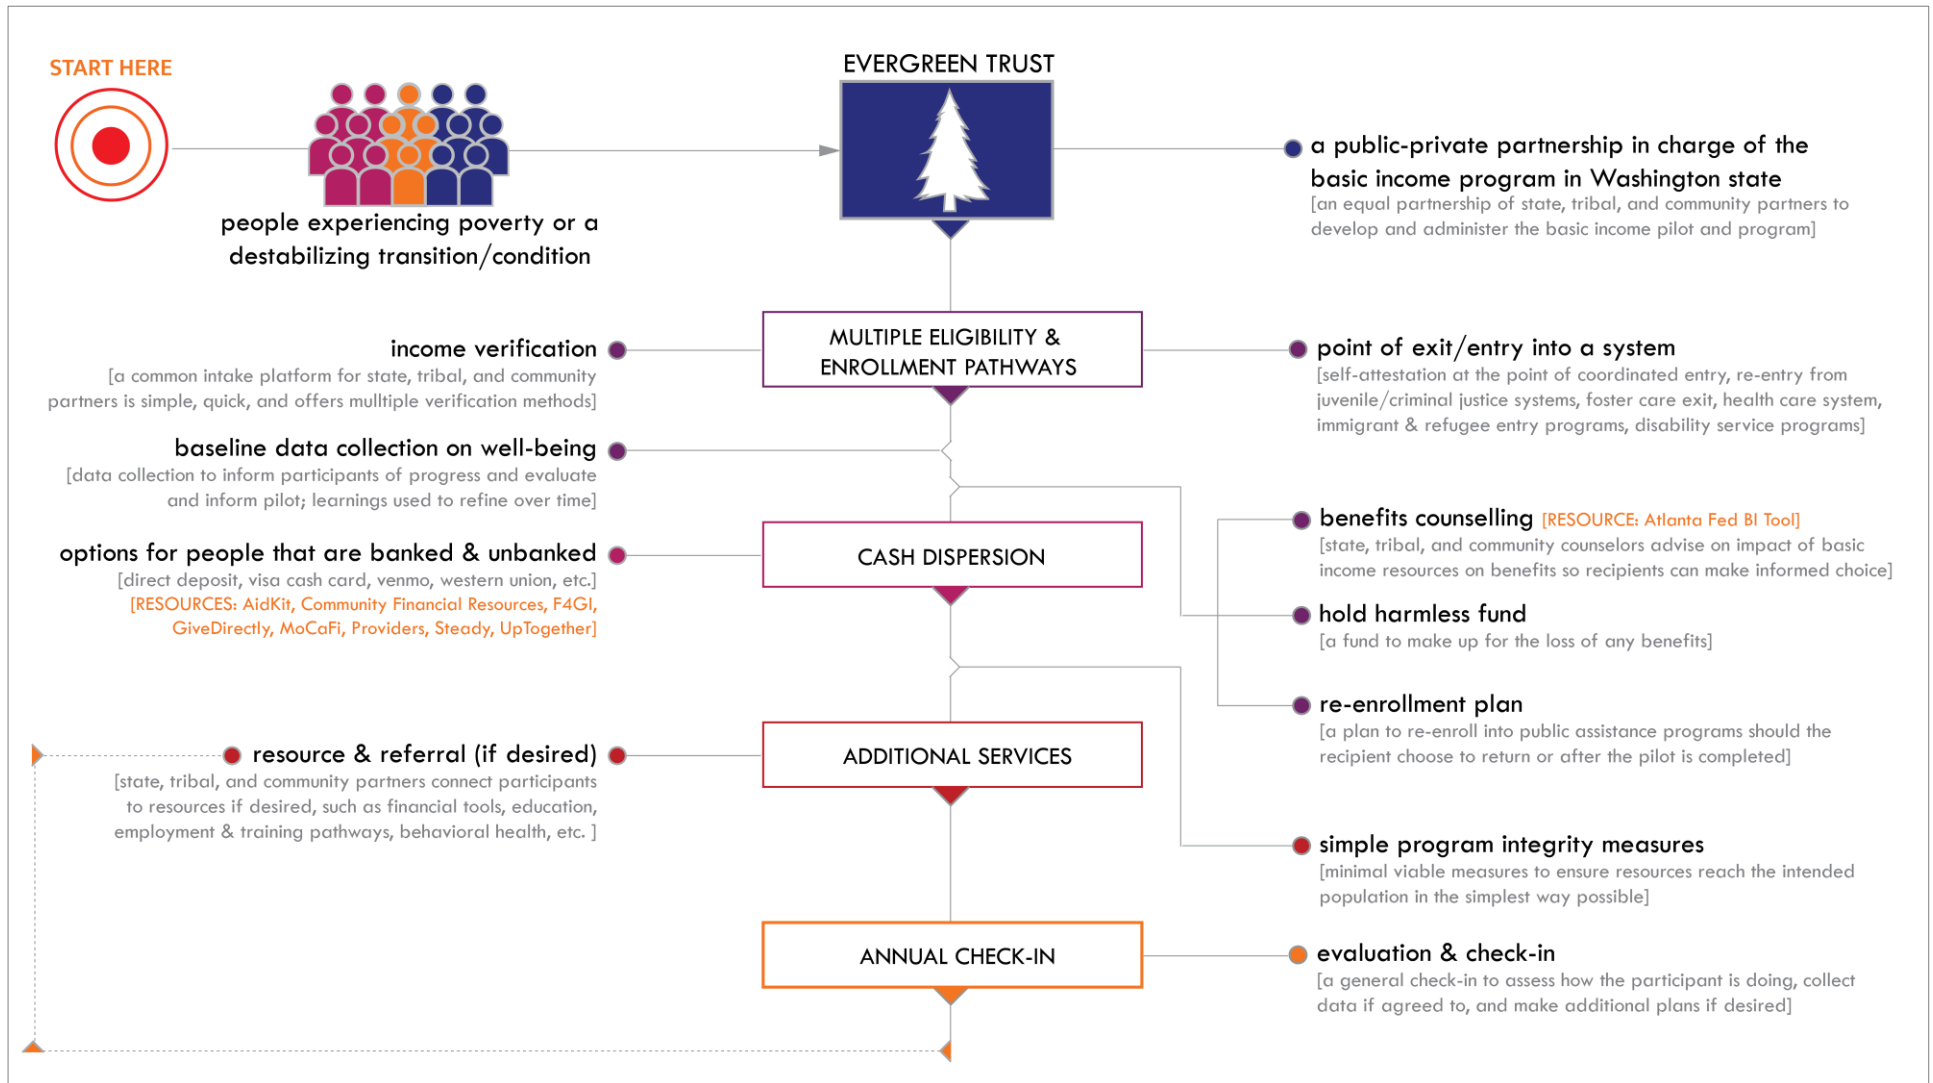 START HERE
people experiencing poverty or a
destabilizing transition/condition
EVERGREEN TRUST
a public-private partnership in charge of the
basic income program in Washington state
[an equal partnership of state, tribal, and community partners to
develop and administer the basic income pilot and program]
MULTIPLE ELIGIBILITY &
ENROLLMENT PATHWAYS
income verification
[a common intake platform for state, tribal, and community
partners is simple, quick, and offers mulltiple verification methods]
point of exit/entry into a system
[self-attestation at the point of coordinated entry, re-entry from
juvenile/criminal justice systems, foster care exit, health care system,
immigrant & refugee entry programs, disability service programs]
baseline data collection on well-being
[data collection to inform participants of progress and evaluate
and inform pilot; learnings used to refine over time]
benefits counselling [RESOURCE: Atlanta Fed BI Tool]
[state, tribal, and community counselors advise on impact of basic
income resources on benefits so recipients can make informed choice]
hold harmless fund
[a fund to make up for the loss of any benefits]
re-enrollment plan
[a plan to re-enroll into public assistance programs should the
recipient choose to return or after the pilot is completed]
CASH DISPERSION
options for people that are banked & unbanked
[direct deposit, visa cash card, venmo, western union, etc.]
[RESOURCES: AidKit, Community Financial Resources, F4GI,
GiveDirectly, MoCaFi, Providers, Steady, UpTogether]
ADDITIONAL SERVICES
resource & referral (if desired)
[state, tribal, and community partners connect participants
to resources if desired, such as financial tools, education,
employment & training pathways, behavioral health, etc. ]
simple program integrity measures
[minimal viable measures to ensure resources reach the intended
population in the simplest way possible]
ANNUAL CHECK-IN
evaluation & check-in
[a general check-in to assess how the participant is doing, collect
data if agreed to, and make additional plans if desired]